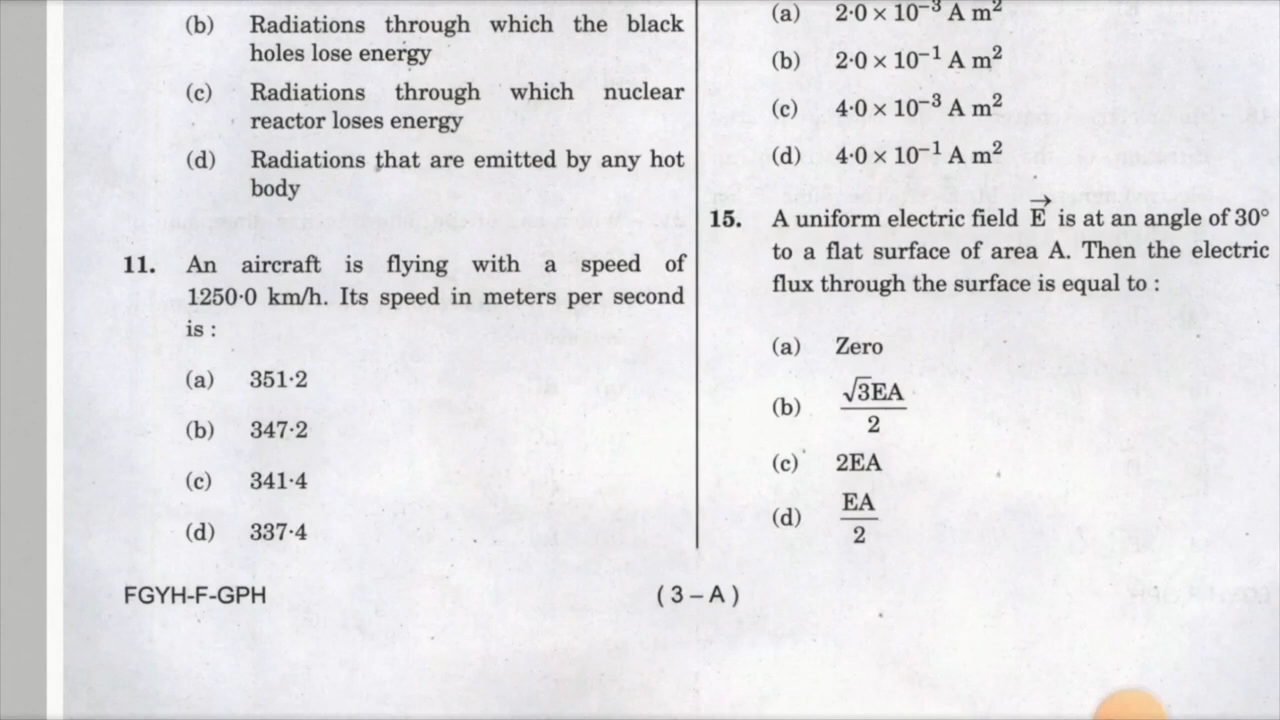 (b) Radiations through which the black
holes lose energy
(c) Radiations through which nuclear
reactor loses energy
(d) Radiations that are emitted by any hot
body
11. An aircraft is flying with a speed of
1250·0 km/h. Its speed in meters per second
is :
(a) 351·2
(b) 347·2
(c) 341·4
(d) 337·4
(a) 2·0 × 10⁻³ A m²
(b) 2·0 × 10⁻¹ A m²
(c) 4·0 × 10⁻³ A m²
(d) 4·0 × 10⁻¹ A m²
15. A uniform electric field E⃗ is at an angle of 30°
to a flat surface of area A. Then the electric
flux through the surface is equal to :
(a) Zero
(b) √3EA
2
(c) 2EA
(d) EA
2
FGYH-F-GPH
( 3 – A )